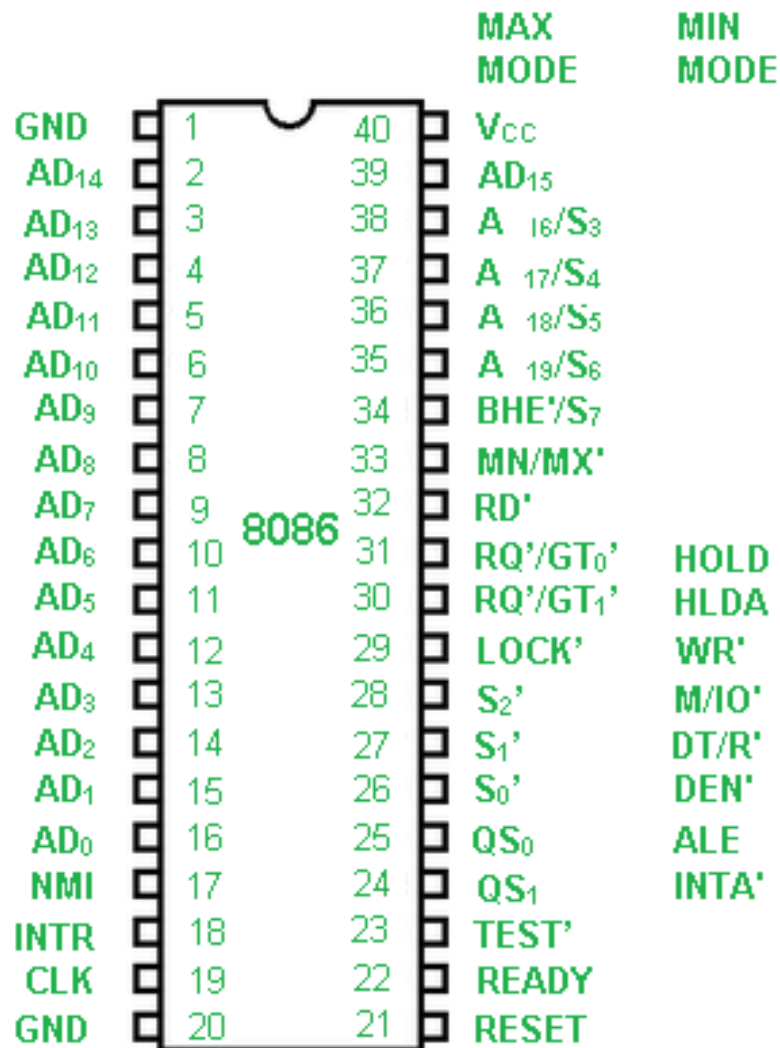 MAX MIN
MODE MODE
GND 1 40 VCC
AD14 2 39 AD15
AD13 3 38 A 16/S3
AD12 4 37 A 17/S4
AD11 5 36 A 18/S5
AD10 6 35 A 19/S6
AD9 7 34 BHE'/S7
AD8 8 33 MN/MX'
AD7 9 32 RD'
8086
AD6 10 31 RQ’/GT0’ HOLD
AD5 11 30 RQ’/GT1’ HLDA
AD4 12 29 LOCK’ WR'
AD3 13 28 S2’ M/IO'
AD2 14 27 S1’ DT/R'
AD1 15 26 S0’ DEN'
AD0 16 25 QS0 ALE
NMI 17 24 QS1 INTA'
INTR 18 23 TEST’
CLK 19 22 READY
GND 20 21 RESET